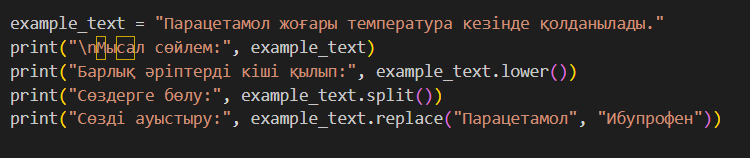 example_text = "Парацетамол жоғары температура кезінде қолданылады."
print("\nМысал сөйлем:", example_text)
print("Барлық әріптерді кіші қылып:", example_text.lower())
print("Сөздерге бөлу:", example_text.split())
print("Сөзді ауыстыру:", example_text.replace("Парацетамол", "Ибупрофен"))